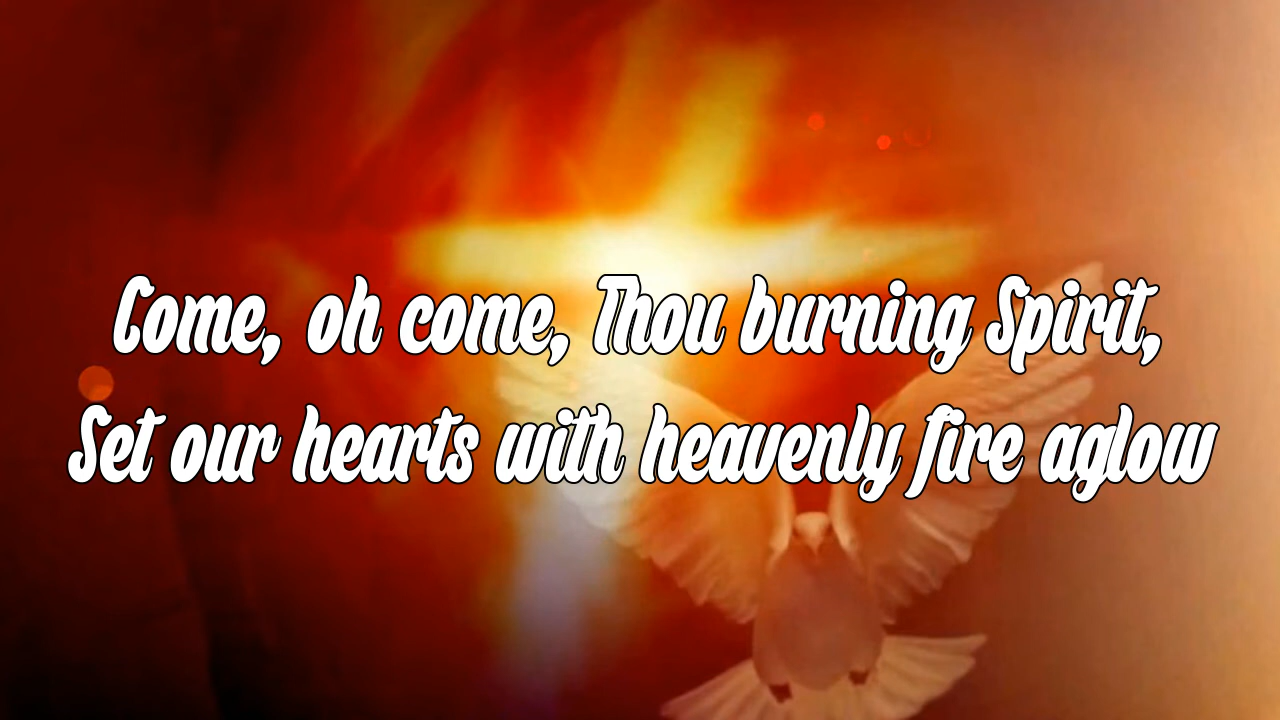 Come, oh come, Thou burning Spirit,
Set our hearts with heavenly fire aglow